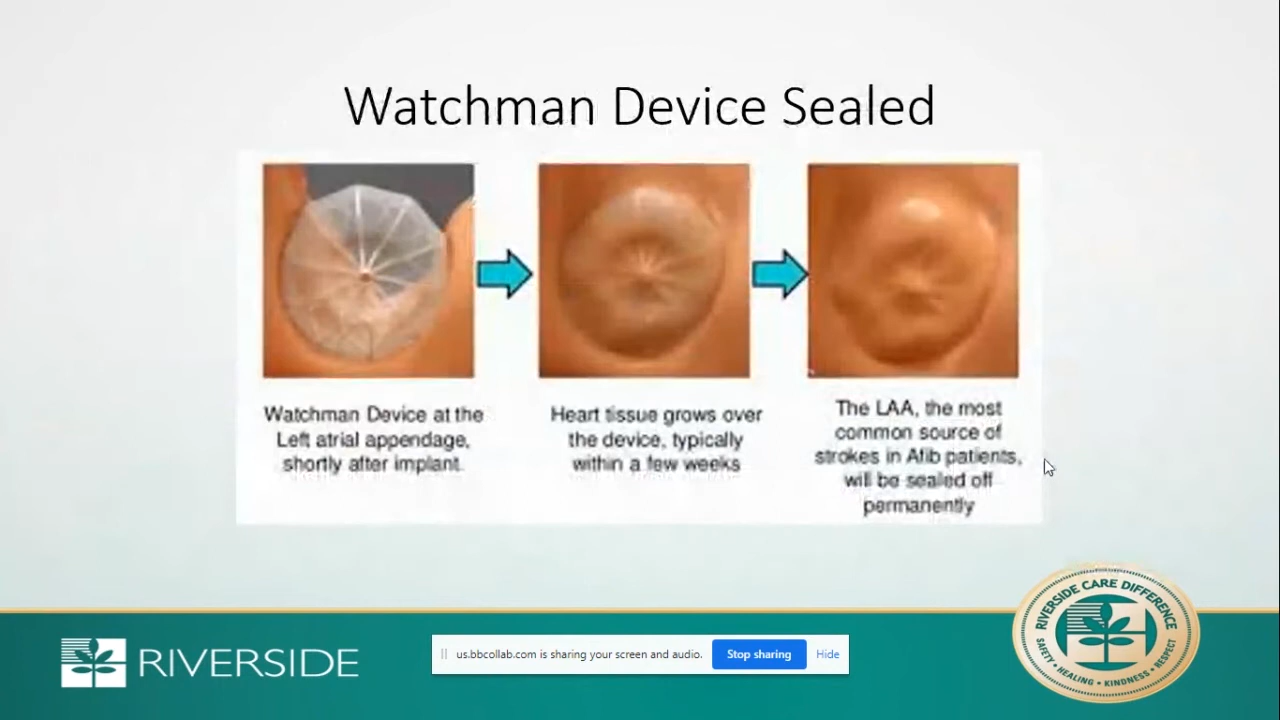 Watchman Device Sealed
Watchman Device at the
Left atrial appendage,
shortly after implant.
Heart tissue grows over
the device, typically
within a few weeks
The LAA, the most
common source of
strokes in Afib patients,
will be sealed off
permanently
RIVERSIDE
us.bbcollab.com is sharing your screen and audio.
Stop sharing
Hide
RIVERSIDE CARE DIFFERENCE
SAFETY • HEALING • KINDNESS • RESPECT